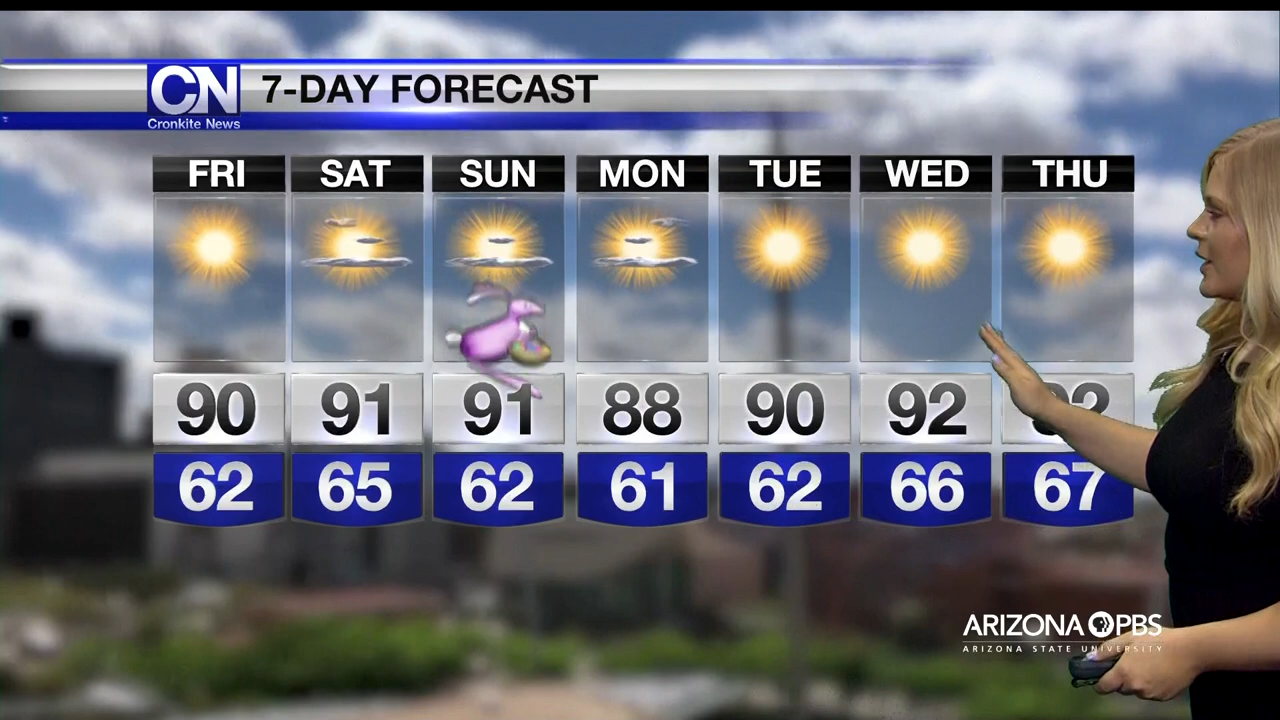 CN
Cronkite News
7-DAY FORECAST
FRI SAT SUN MON TUE WED THU
90 91 91 88 90 92
62 65 62 61 62 66 67
ARIZONA PBS
ARIZONA STATE UNIVERSITY